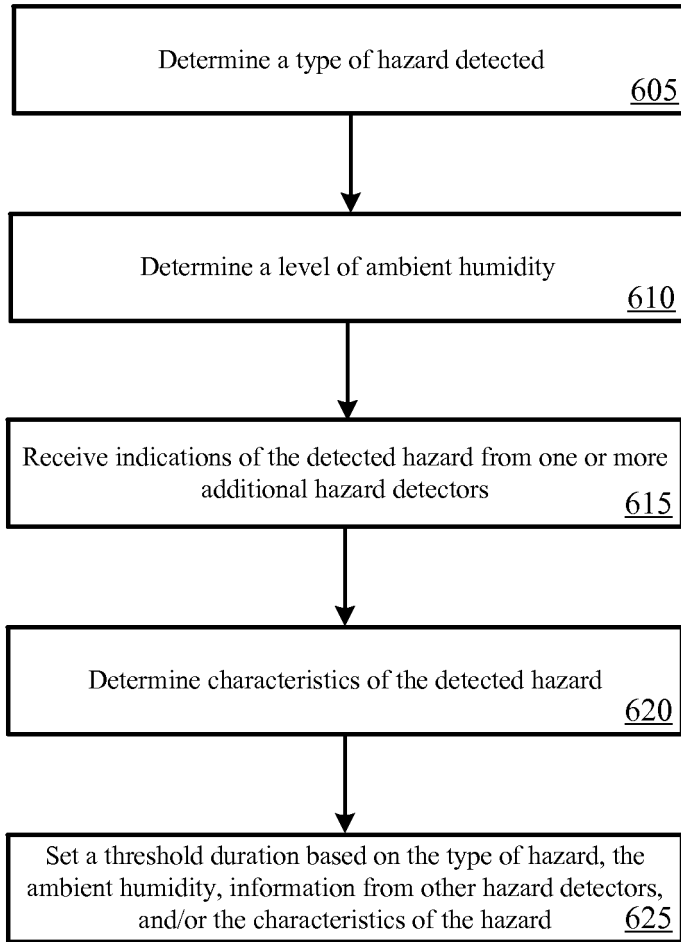 Determine a type of hazard detected
605
Determine a level of ambient humidity
610
Receive indications of the detected hazard from one or more
additional hazard detectors
615
Determine characteristics of the detected hazard
620
Set a threshold duration based on the type of hazard, the
ambient humidity, information from other hazard detectors,
and/or the characteristics of the hazard
625